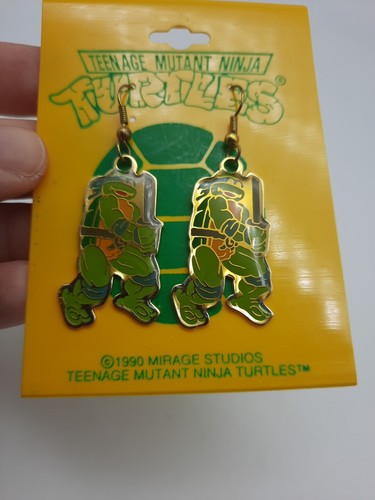 TEENAGE MUTANT NINJA
TURTLES®
©1990 MIRAGE STUDIOS
TEENAGE MUTANT NINJA TURTLES™